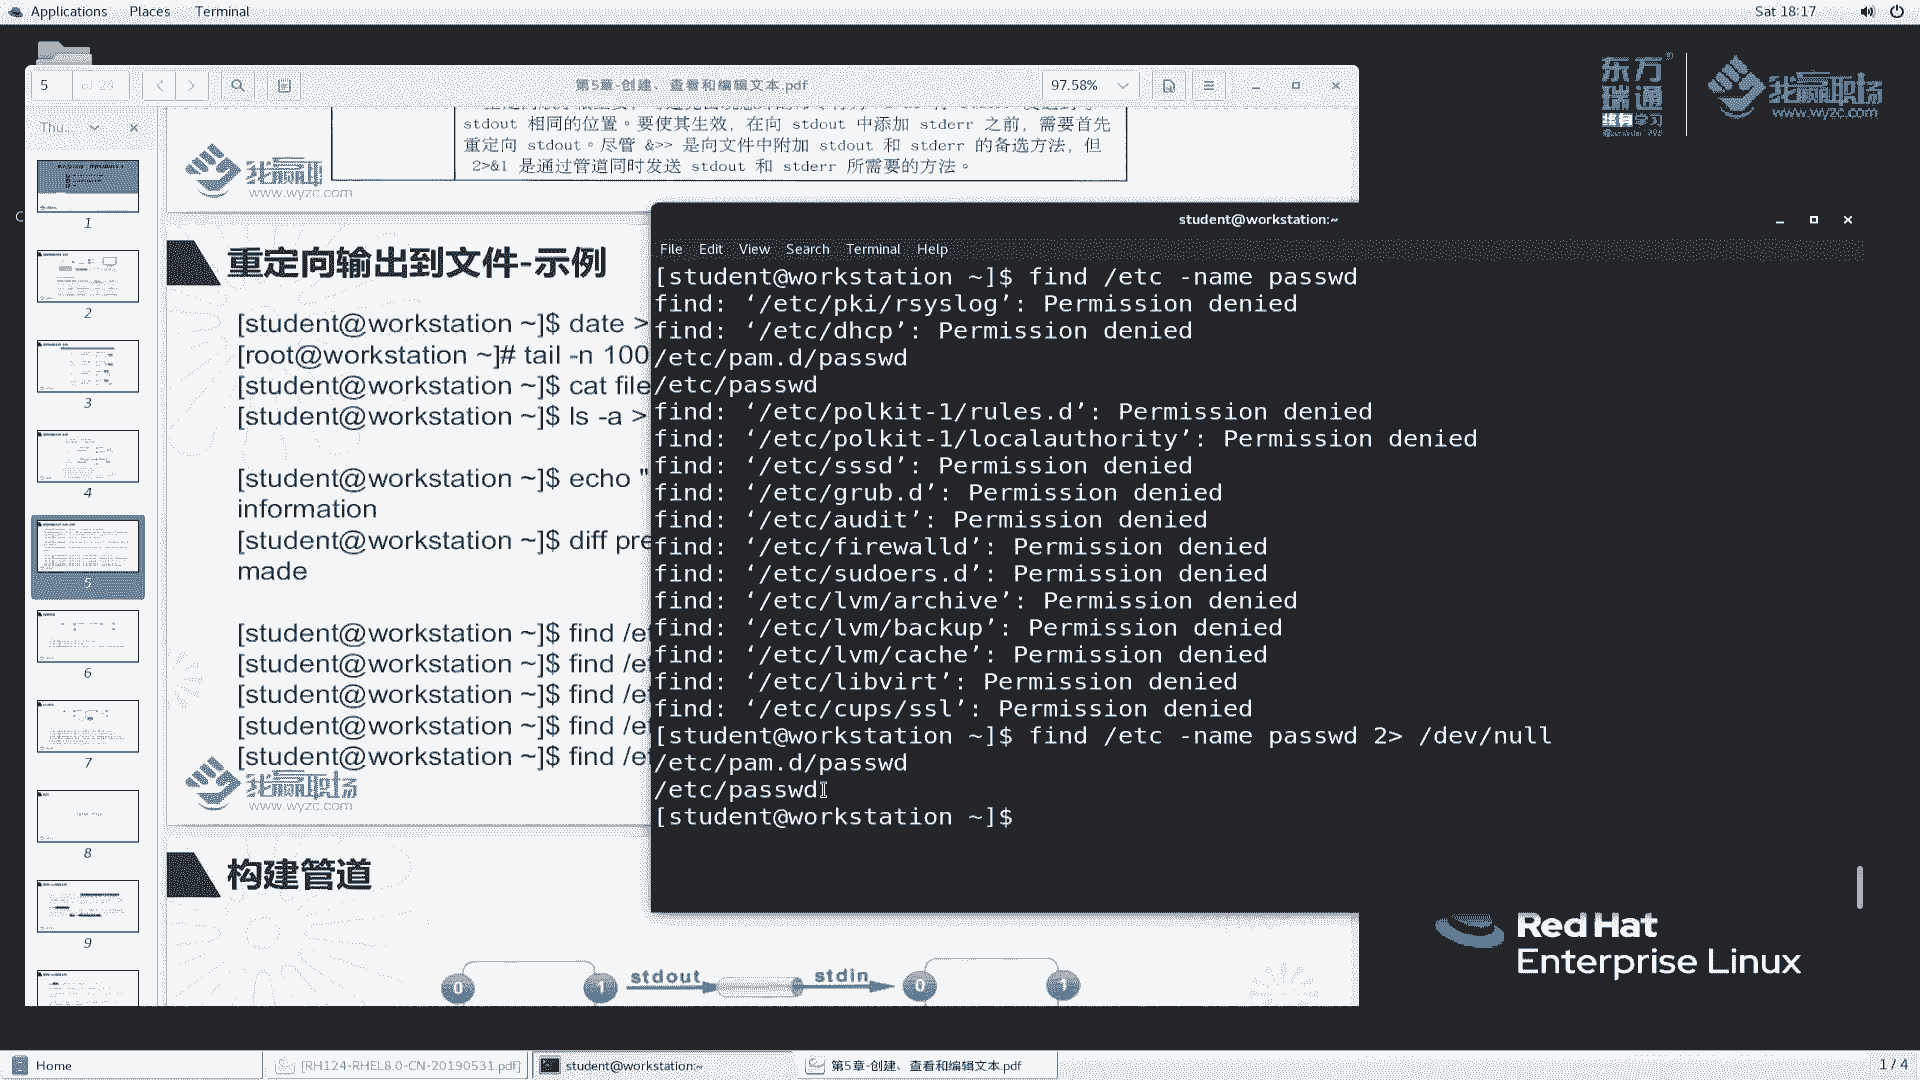 Applications Places Terminal
Sat 18:17
东方瑞通
终身学习
我赢职场
www.wyzc.com
5 of 24
第5章-创建、查看和编辑文本.pdf
97.58%
Thu...
stdout 相同的位置。要使其生效，在向 stdout 中添加 stderr 之前，需要首先
重定向 stdout。尽管 &>> 是向文件中附加 stdout 和 stderr 的备选方法，但
2>&1 是通过管道同时发送 stdout 和 stderr 所需要的方法。
我赢职场
www.wyzc.com
1
2
3
4
5
6
7
8
9
重定向输出到文件-示例
[student@workstation ~]$ date >
[root@workstation ~]# tail -n 100
[student@workstation ~]$ cat file
[student@workstation ~]$ ls -a >
[student@workstation ~]$ echo "
information
[student@workstation ~]$ diff pre
made
[student@workstation ~]$ find /et
[student@workstation ~]$ find /et
[student@workstation ~]$ find /et
[student@workstation ~]$ find /et
[student@workstation ~]$ find /et
我赢职场
www.wyzc.com
构建管道
0 1 stdout stdin 0 1
student@workstation:~
File Edit View Search Terminal Help
[student@workstation ~]$ find /etc -name passwd
find: ‘/etc/pki/rsyslog’: Permission denied
find: ‘/etc/dhcp’: Permission denied
/etc/pam.d/passwd
/etc/passwd
find: ‘/etc/polkit-1/rules.d’: Permission denied
find: ‘/etc/polkit-1/localauthority’: Permission denied
find: ‘/etc/sssd’: Permission denied
find: ‘/etc/grub.d’: Permission denied
find: ‘/etc/audit’: Permission denied
find: ‘/etc/firewalld’: Permission denied
find: ‘/etc/sudoers.d’: Permission denied
find: ‘/etc/lvm/archive’: Permission denied
find: ‘/etc/lvm/backup’: Permission denied
find: ‘/etc/lvm/cache’: Permission denied
find: ‘/etc/libvirt’: Permission denied
find: ‘/etc/cups/ssl’: Permission denied
[student@workstation ~]$ find /etc -name passwd 2> /dev/null
/etc/pam.d/passwd
/etc/passwd
[student@workstation ~]$
Red Hat
Enterprise Linux
Home
[RH124-RHEL8.0-CN-20190531.pdf]
student@workstation:~
第5章-创建、查看和编辑文本.pdf
1 / 4